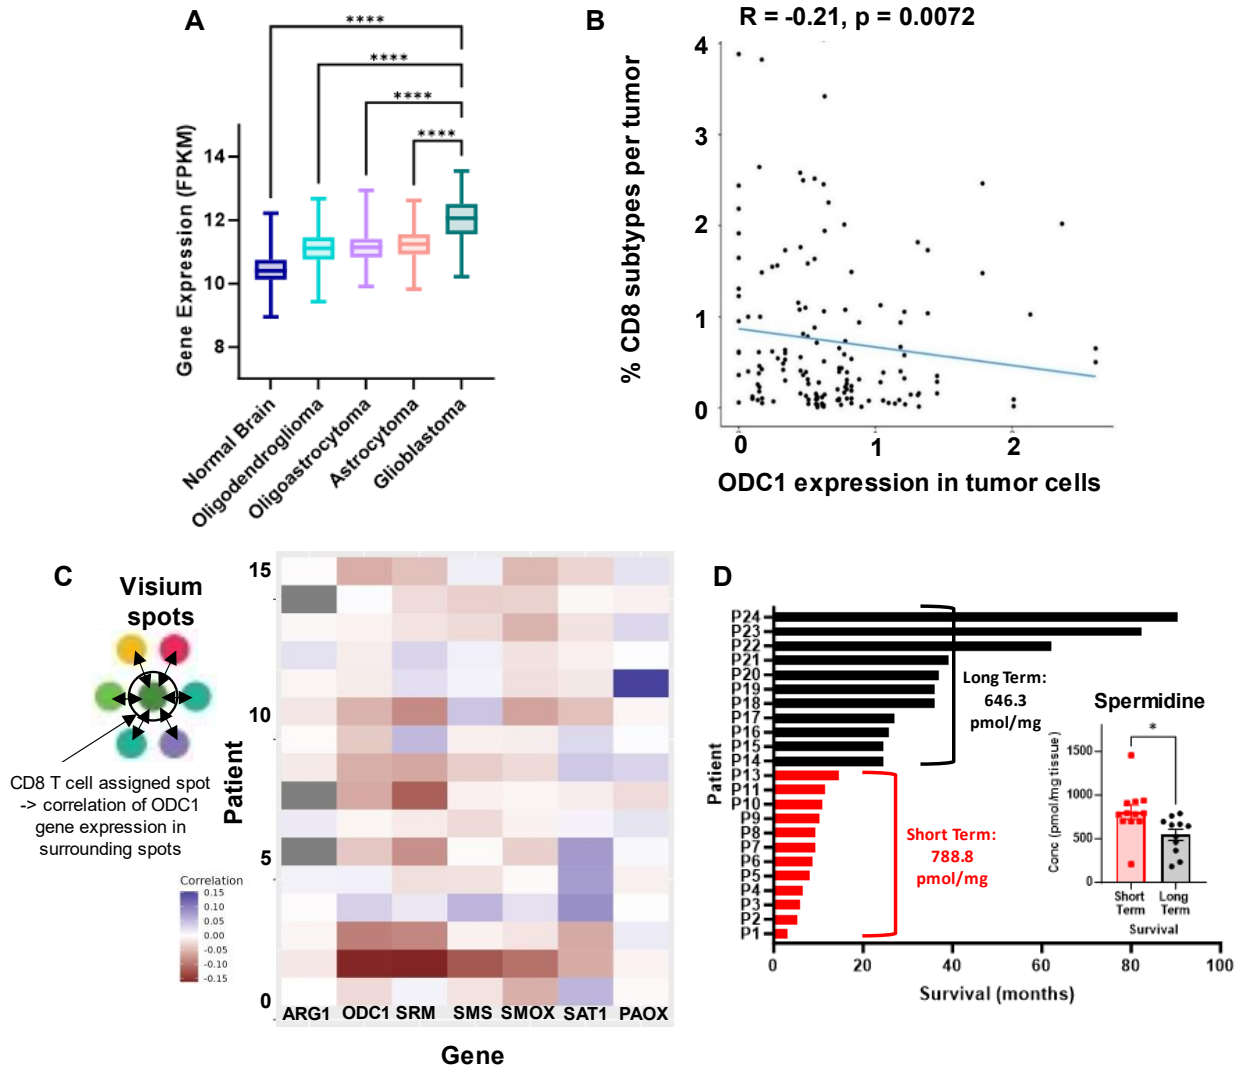 A
****
****
****
****
Gene Expression (FPKM)
14
12
10
8
Normal Brain
Oligodendroglioma
Oligoastrocytoma
Astrocytoma
Glioblastoma
B
R = -0.21, p = 0.0072
% CD8 subtypes per tumor
4
3
2
1
0
0
1
2
ODC1 expression in tumor cells
C
Visium
spots
CD8 T cell assigned spot
-> correlation of ODC1
gene expression in
surrounding spots
Correlation
0.15
0.10
0.05
0.00
-0.05
-0.10
-0.15
Patient
15
10
5
0
ARG1
ODC1
SRM
SMS
SMOX
SAT1
PAOX
Gene
D
Patient
P24
P23
P22
P21
P20
P19
P18
P17
P16
P15
P14
P13
P11
P10
P9
P8
P7
P6
P5
P4
P3
P2
P1
Long Term:
646.3
pmol/mg
Short Term:
788.8
pmol/mg
0
20
40
60
80
100
Survival (months)
Spermidine
*
Conc (pmol/mg tissue)
1500
1000
500
0
Short
Term
Long
Term
Survival